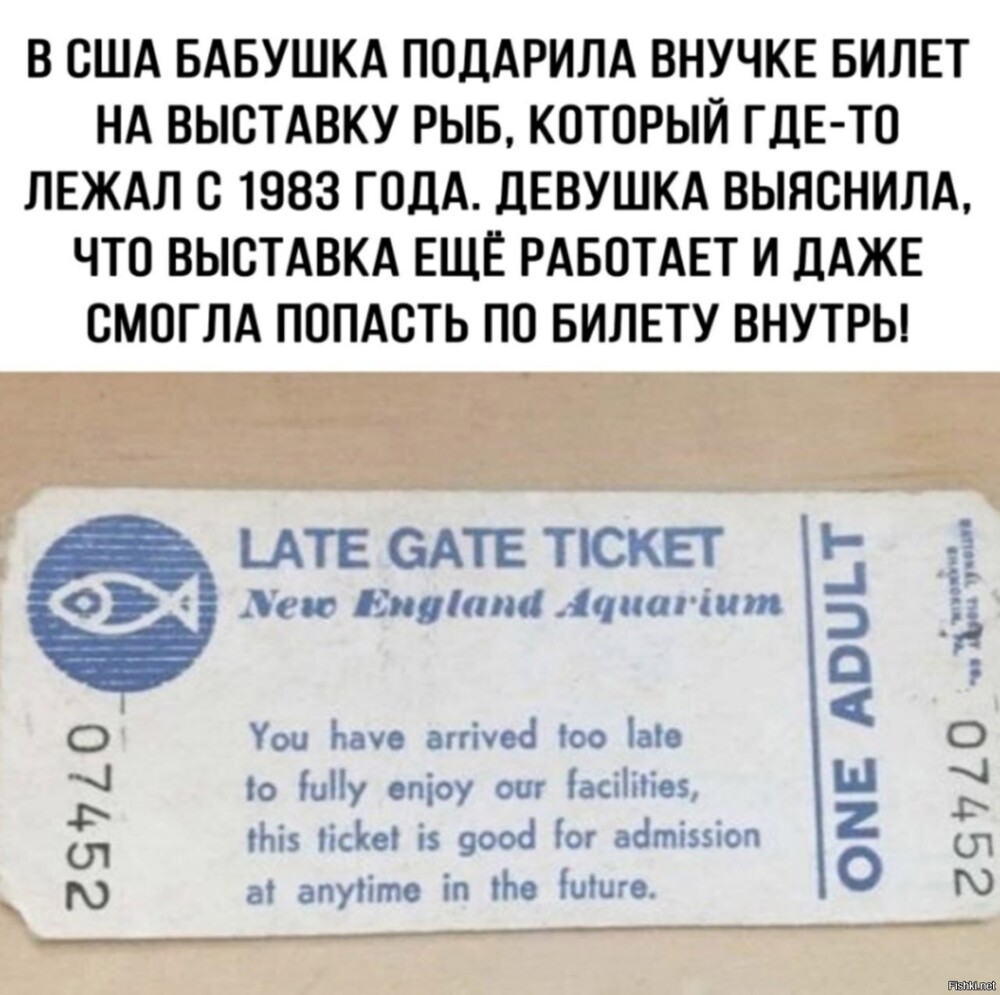 В США БАБУШКА ПОДАРИЛА ВНУЧКЕ БИЛЕТ
НА ВЫСТАВКУ РЫБ, КОТОРЫЙ ГДЕ-ТО
ЛЕЖАЛ С 1983 ГОДА. ДЕВУШКА ВЫЯСНИЛА,
ЧТО ВЫСТАВКА ЕЩЁ РАБОТАЕТ И ДАЖЕ
СМОГЛА ПОПАСТЬ ПО БИЛЕТУ ВНУТРЬ!
LATE GATE TICKET
New England Aquarium
You have arrived too late
to fully enjoy our facilities,
this ticket is good for admission
at anytime in the future.
07452
ONE ADULT
NATIONAL TICKET CO.
07452
Fishki.net